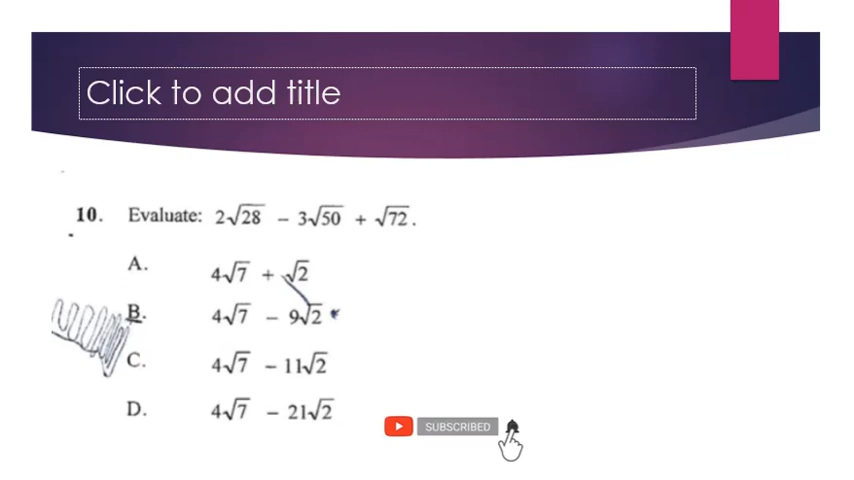 Click to add title
10. Evaluate: 2√28 − 3√50 + √72.
A. 4√7 + √2
B. 4√7 − 9√2
C. 4√7 − 11√2
D. 4√7 − 21√2
SUBSCRIBED